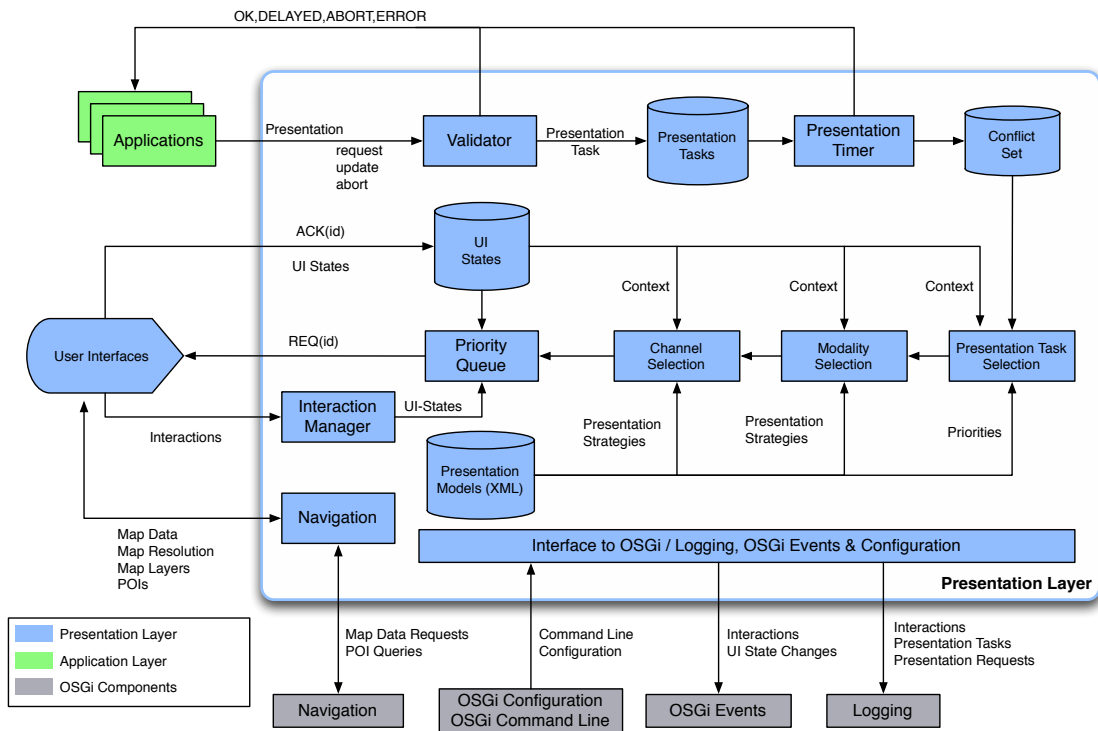 OK,DELAYED,ABORT,ERROR
Applications
Presentation
request
update
abort
Validator
Presentation
Task
Presentation
Tasks
Presentation
Timer
Conflict
Set
ACK(id)
UI States
UI
States
Context
Context
Context
User Interfaces
REQ(id)
Priority
Queue
Channel
Selection
Modality
Selection
Presentation Task
Selection
Interactions
Interaction
Manager
UI-States
Presentation
Strategies
Presentation
Strategies
Priorities
Presentation
Models (XML)
Navigation
Map Data
Map Resolution
Map Layers
POIs
Interface to OSGi / Logging, OSGi Events & Configuration
Presentation Layer
Presentation Layer
Application Layer
OSGi Components
Map Data Requests
POI Queries
Command Line
Configuration
Interactions
UI State Changes
Interactions
Presentation Tasks
Presentation Requests
Navigation
OSGi Configuration
OSGi Command Line
OSGi Events
Logging